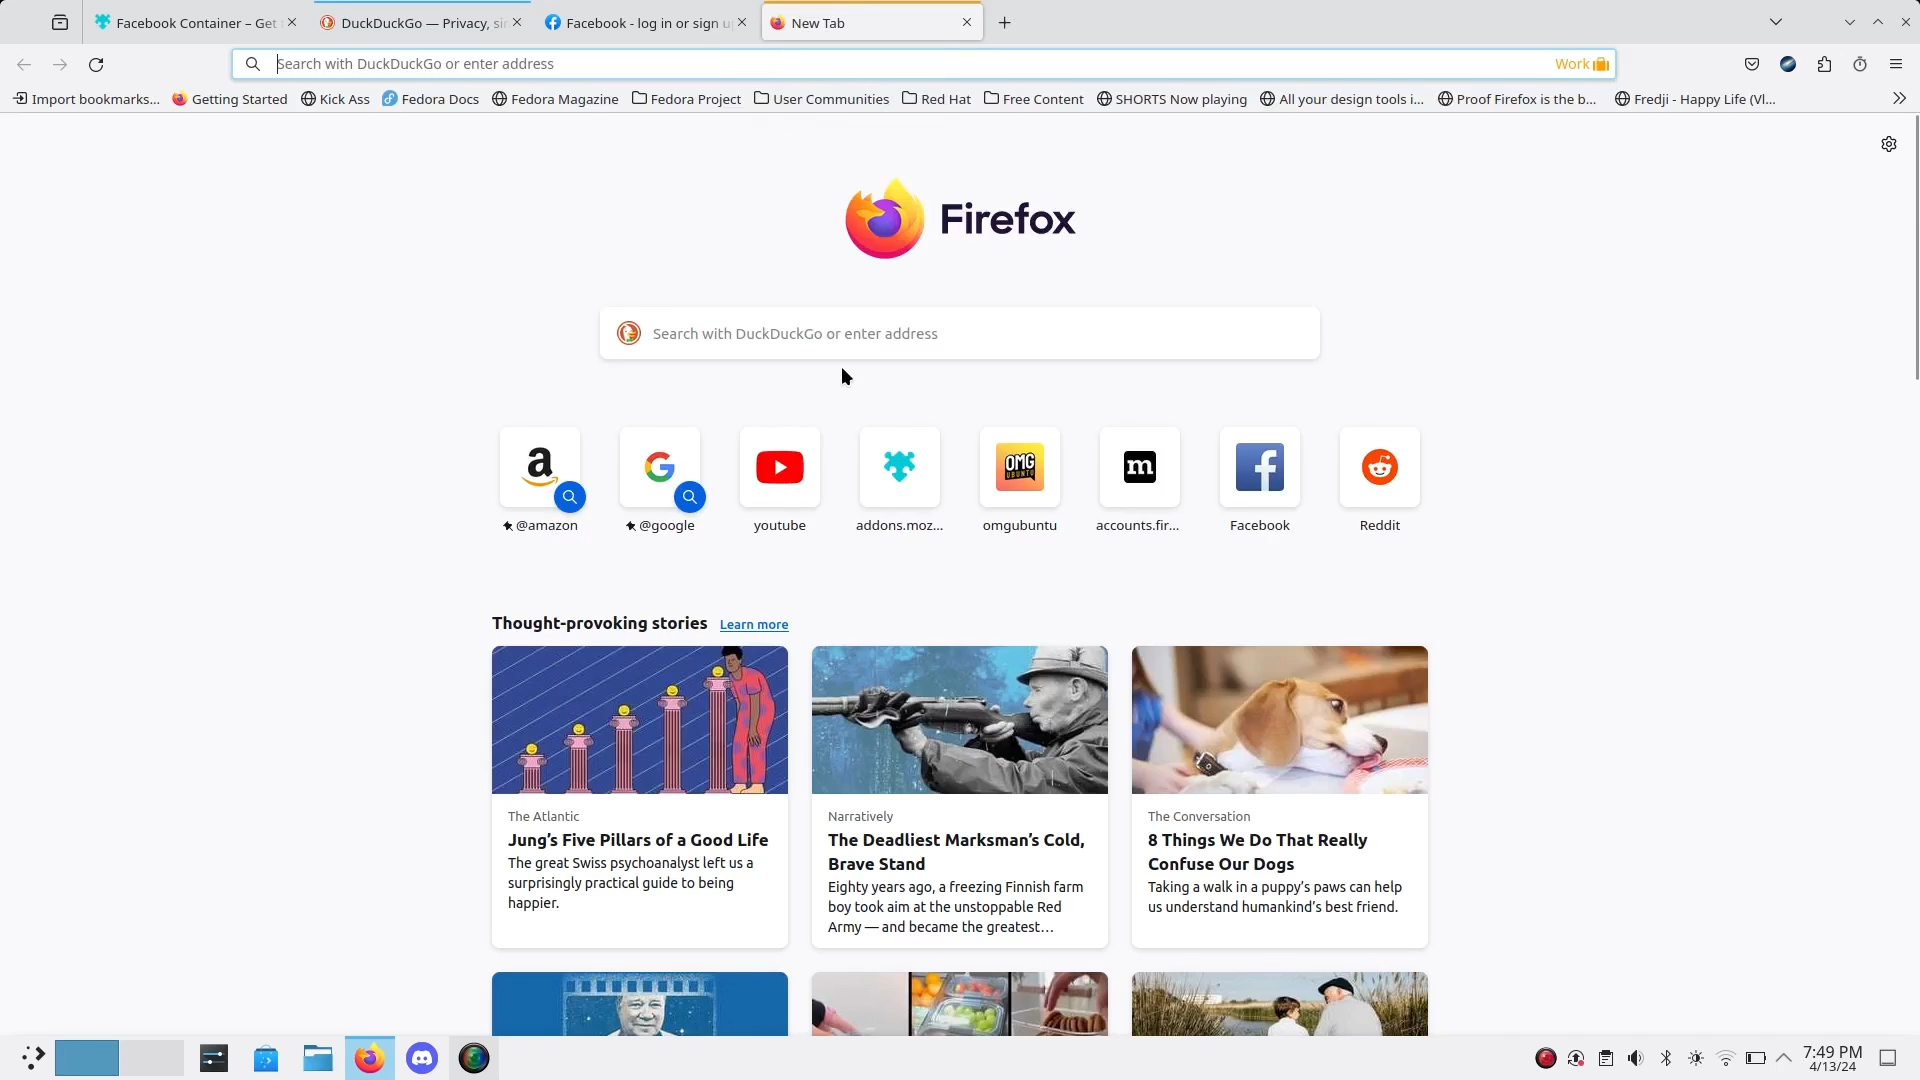 Facebook Container – Get
DuckDuckGo — Privacy, si
Facebook - log in or sign u
New Tab
Search with DuckDuckGo or enter address
Work
Import bookmarks...
Getting Started
Kick Ass
Fedora Docs
Fedora Magazine
Fedora Project
User Communities
Red Hat
Free Content
SHORTS Now playing
All your design tools i...
Proof Firefox is the b...
Fredji - Happy Life (Vl...
Firefox
Search with DuckDuckGo or enter address
a
G
OMG
UBUNTU
m
@amazon
@google
youtube
addons.moz...
omgubuntu
accounts.fir...
Facebook
Reddit
Thought-provoking stories
Learn more
The Atlantic
Jung’s Five Pillars of a Good Life
The great Swiss psychoanalyst left us a
surprisingly practical guide to being
happier.
Narratively
The Deadliest Marksman’s Cold,
Brave Stand
Eighty years ago, a freezing Finnish farm
boy took aim at the unstoppable Red
Army — and became the greatest...
The Conversation
8 Things We Do That Really
Confuse Our Dogs
Taking a walk in a puppy’s paws can help
us understand humankind’s best friend.
7:49 PM
4/13/24